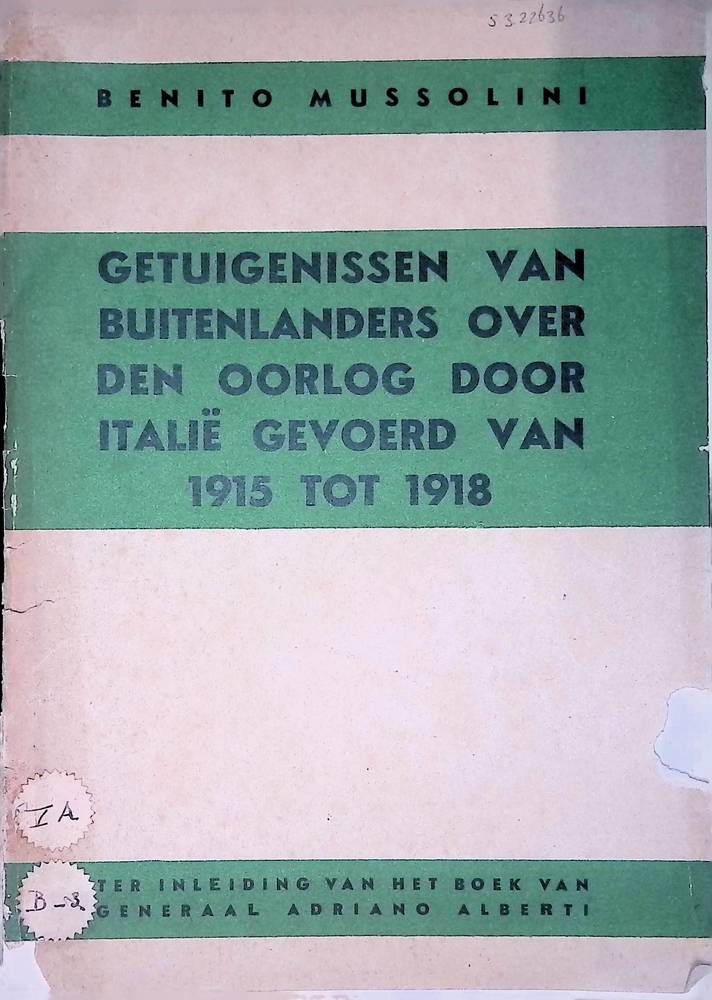 5 3.22636
BENITO MUSSOLINI
GETUIGENISSEN VAN
BUITENLANDERS OVER
DEN OORLOG DOOR
ITALIË GEVOERD VAN
1915 TOT 1918
V A
B-3.
TER INLEIDING VAN HET BOEK VAN
GENERAAL ADRIANO ALBERTI